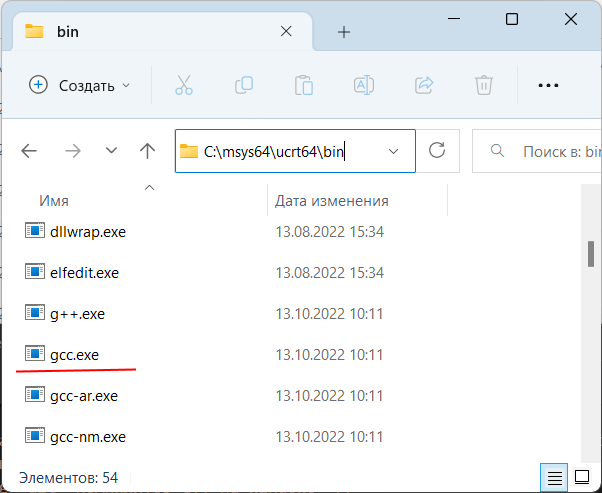 bin
Создать
C:\msys64\ucrt64\bin
Поиск в: bin
Имя Дата изменения
dllwrap.exe 13.08.2022 15:34
elfedit.exe 13.08.2022 15:34
g++.exe 13.10.2022 10:11
gcc.exe 13.10.2022 10:11
gcc-ar.exe 13.10.2022 10:11
gcc-nm.exe 13.10.2022 10:11
Элементов: 54